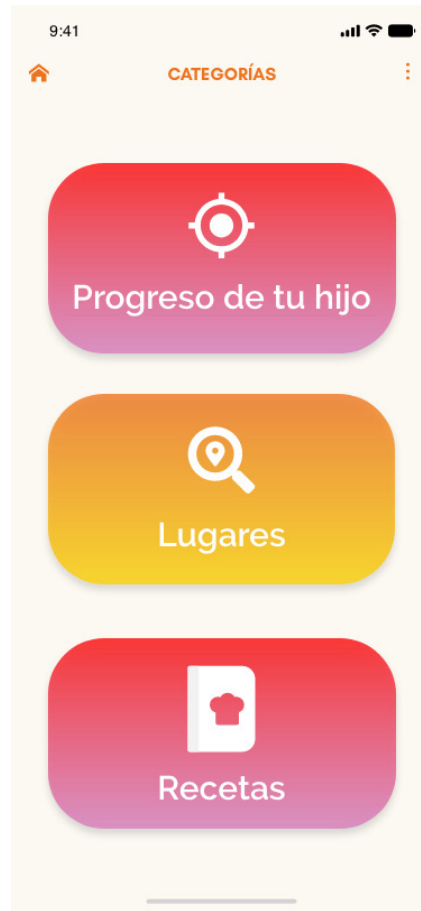 9:41
CATEGORÍAS
Progreso de tu hijo
Lugares
Recetas